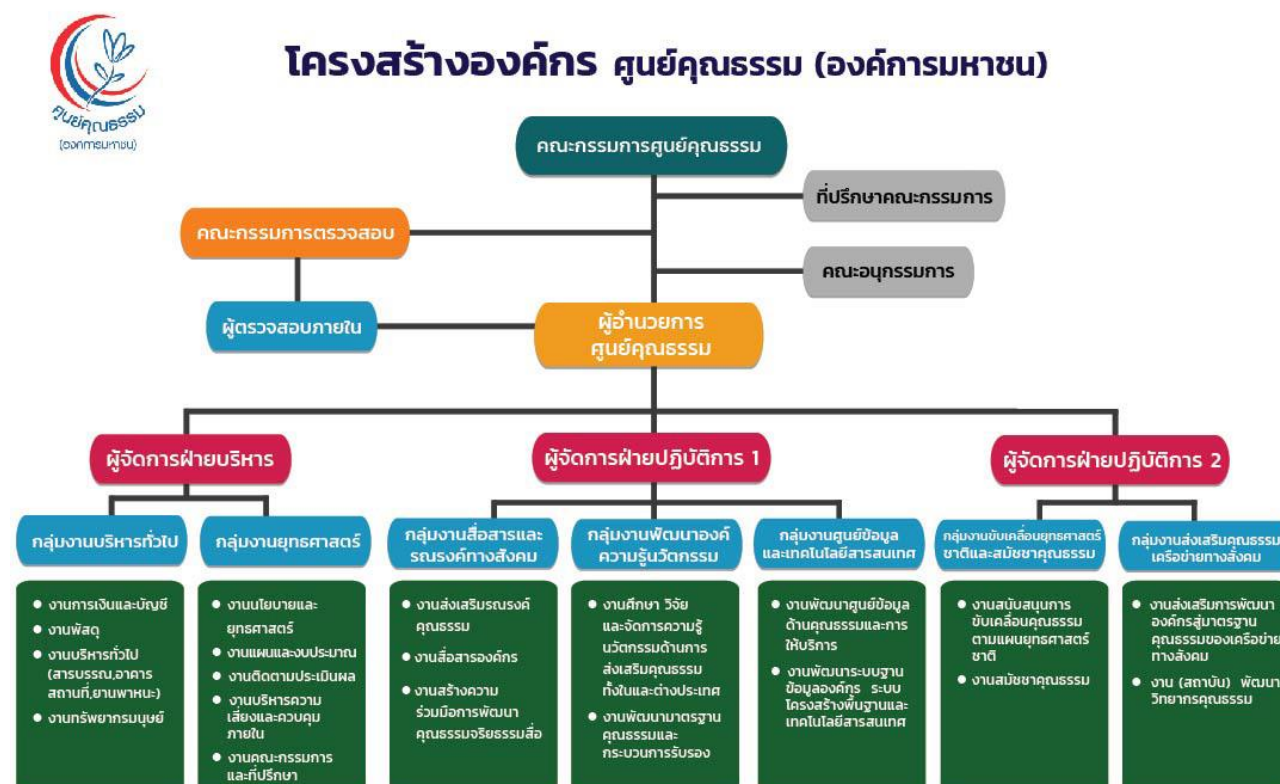 โครงสร้างองค์กร ศูนย์คุณธรรม (องค์การมหาชน)
ศูนย์คุณธรรม
(องค์การมหาชน)
คณะกรรมการศูนย์คุณธรรม
ที่ปรึกษาคณะกรรมการ
คณะกรรมการตรวจสอบ
คณะอนุกรรมการ
ผู้ตรวจสอบภายใน
ผู้อำนวยการ
ศูนย์คุณธรรม
ผู้จัดการฝ่ายบริหาร
ผู้จัดการฝ่ายปฏิบัติการ 1
ผู้จัดการฝ่ายปฏิบัติการ 2
กลุ่มงานบริหารทั่วไป
กลุ่มงานยุทธศาสตร์
กลุ่มงานสื่อสารและ
รณรงค์ทางสังคม
กลุ่มงานพัฒนาองค์
ความรู้นวัตกรรม
กลุ่มงานศูนย์ข้อมูล
และเทคโนโลยีสารสนเทศ
กลุ่มงานขับเคลื่อนยุทธศาสตร์
ชาติและสมัชชาคุณธรรม
กลุ่มงานส่งเสริมคุณธรรม
เครือข่ายทางสังคม
● งานการเงินและบัญชี
● งานพัสดุ
● งานบริหารทั่วไป
(สารบรรณ,อาคาร
สถานที่,ยานพาหนะ)
● งานทรัพยากรมนุษย์
● งานนโยบายและ
ยุทธศาสตร์
● งานแผนและงบประมาณ
● งานติดตามประเมินผล
● งานบริหารความ
เสี่ยงและควบคุม
ภายใน
● งานคณะกรรมการ
และที่ปรึกษา
● งานส่งเสริมรณรงค์
คุณธรรม
● งานสื่อสารองค์กร
● งานสร้างความ
ร่วมมือการพัฒนา
คุณธรรมจริยธรรมสื่อ
● งานศึกษา วิจัย
และจัดการความรู้
นวัตกรรมด้านการ
ส่งเสริมคุณธรรม
ทั้งในและต่างประเทศ
● งานพัฒนามาตรฐาน
คุณธรรมและ
กระบวนการรับรอง
● งานพัฒนาศูนย์ข้อมูล
ด้านคุณธรรมและการ
ให้บริการ
● งานพัฒนาระบบฐาน
ข้อมูลองค์กร ระบบ
โครงสร้างพื้นฐานและ
เทคโนโลยีสารสนเทศ
● งานสนับสนุนการ
ขับเคลื่อนคุณธรรม
ตามแผนยุทธศาสตร์
ชาติ
● งานสมัชชาคุณธรรม
● งานส่งเสริมการพัฒนา
องค์กรสู่มาตรฐาน
คุณธรรมของเครือข่าย
ทางสังคม
● งาน (สถาบัน) พัฒนา
วิทยากรคุณธรรม